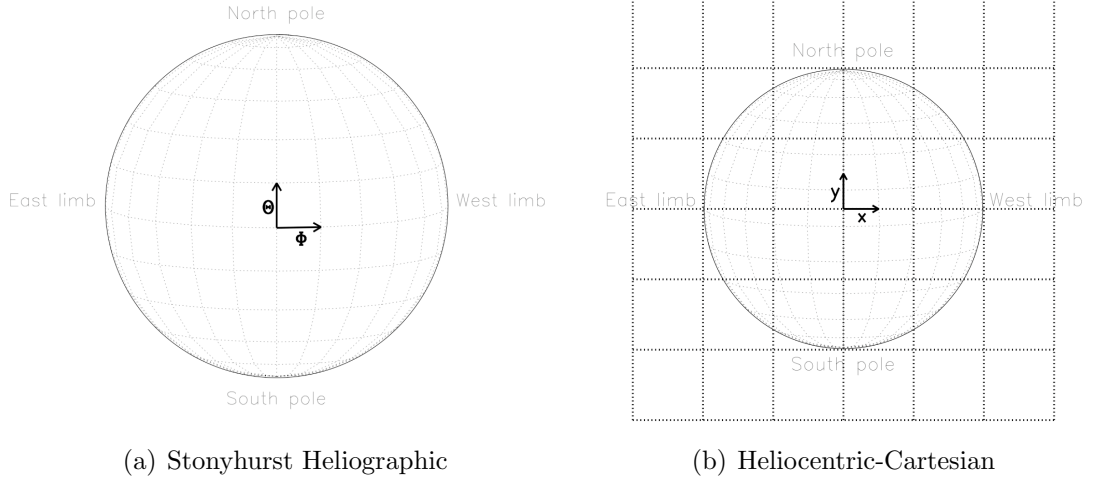 North pole
East limb
Θ
Φ
West limb
South pole
(a) Stonyhurst Heliographic
North pole
East limb
y
x
West limb
South pole
(b) Heliocentric-Cartesian